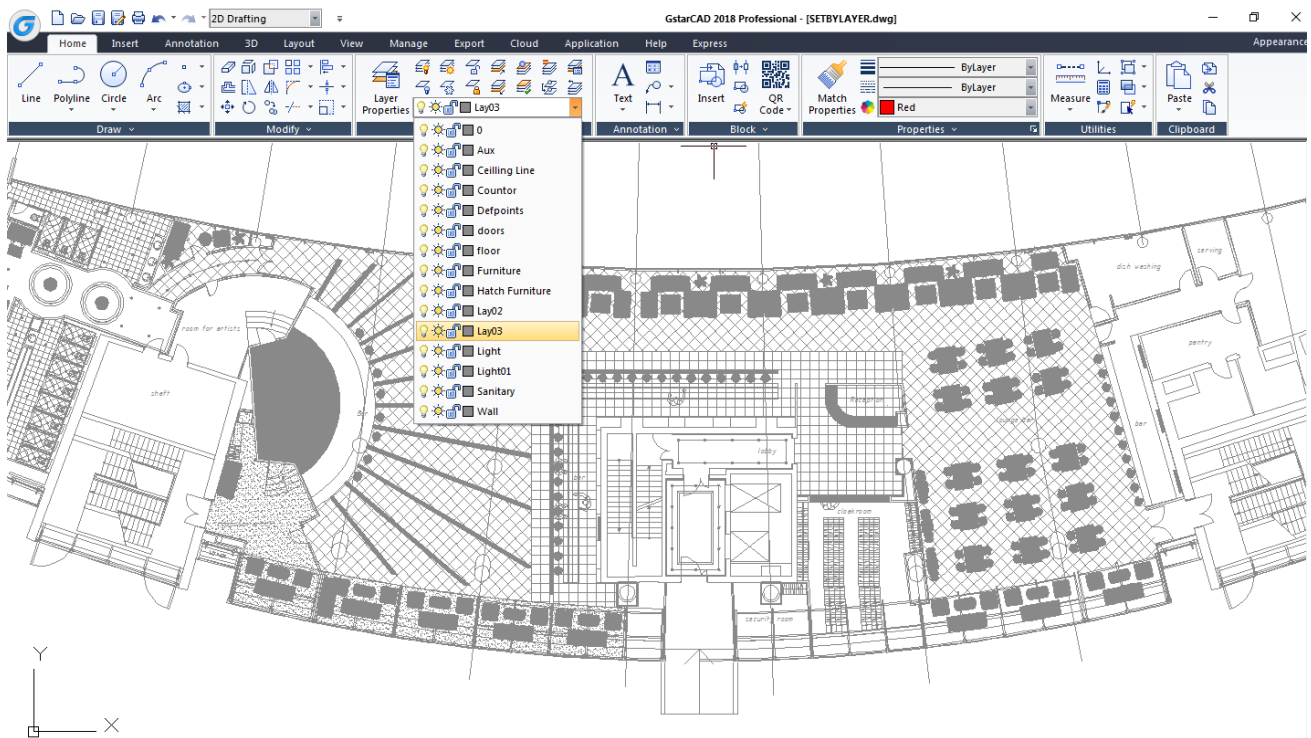 2D Drafting
GstarCAD 2018 Professional - [SETBYLAYER.dwg]
Home Insert Annotation 3D Layout View Manage Export Cloud Application Help Express Appearance
Line Polyline Circle Arc
Draw
Modify
Layer
Properties
Lay03
Text
Annotation
Insert
QR
Code
Block
Match
Properties
ByLayer
ByLayer
Red
Properties
Measure
Utilities
Paste
Clipboard
0
Aux
Ceilling Line
Countor
Defpoints
doors
floor
Furniture
Hatch Furniture
Lay02
Lay03
Light
Light01
Sanitary
Wall
room for artists
shaft
Bar
bar
lobby
Reception
cloakroom
security room
lounge bar
bar
dish weshing
serving
pentry
Y
X